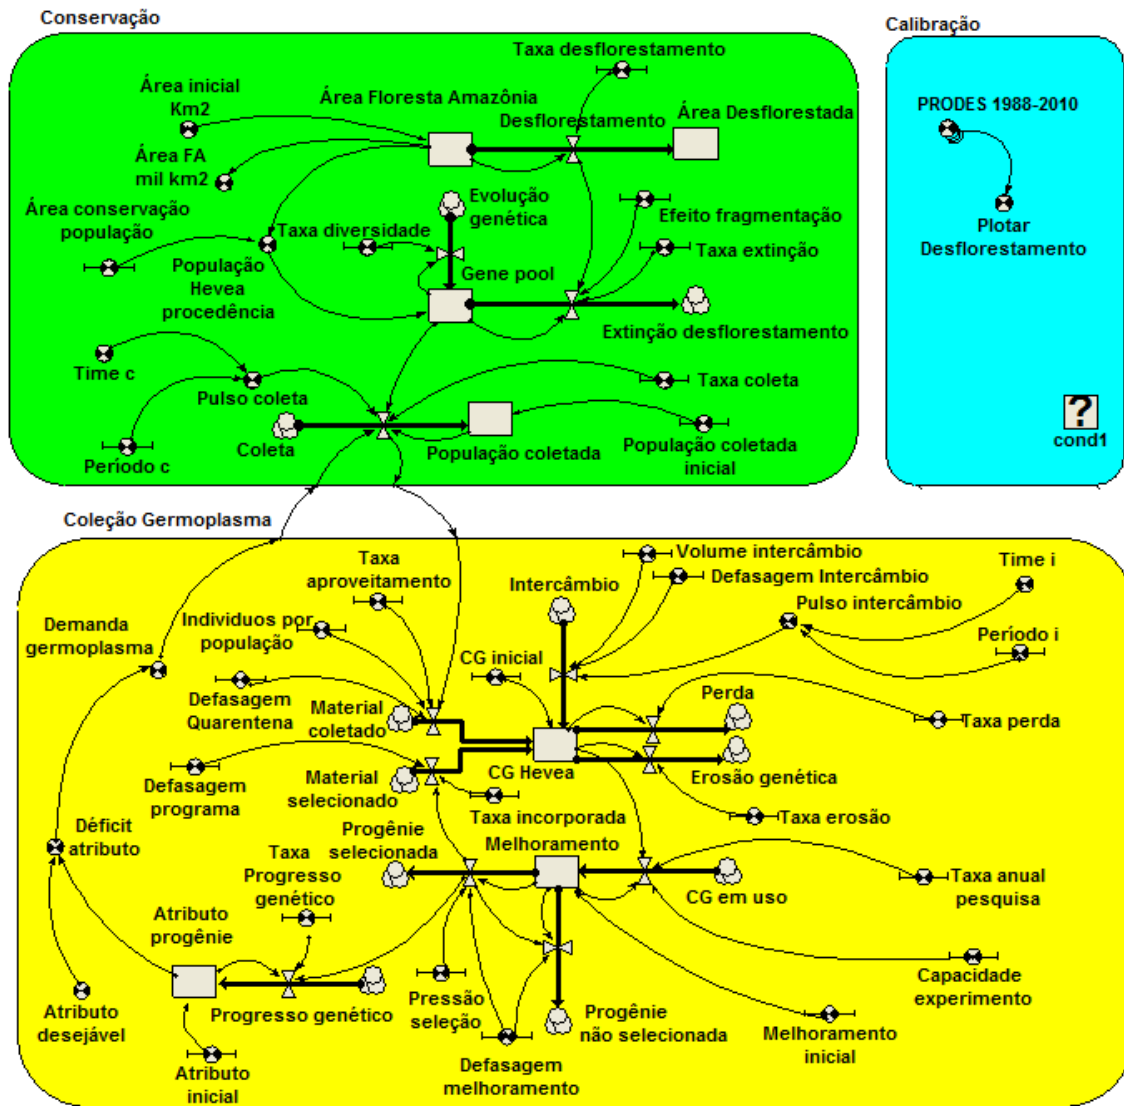 Conservação
Calibração
Taxa desflorestamento
Área inicial
Km2
Área Floresta Amazônia
Desflorestamento
Área Desflorestada
PRODES 1988-2010
Área FA
mil km2
Evolução
genética
Efeito fragmentação
Área conservação
população
Taxa diversidade
Taxa extinção
Plotar
Desflorestamento
População
Hevea
procedência
Gene pool
Extinção desflorestamento
Time c
Pulso coleta
Taxa coleta
Período c
Coleta
População coletada
População coletada
inicial
?
cond1
Coleção Germoplasma
Taxa
aproveitamento
Volume intercâmbio
Intercâmbio
Defasagem Intercâmbio
Time i
Pulso intercâmbio
Individuos por
população
Demanda
germoplasma
CG inicial
Período i
Defasagem
Quarentena
Material
coletado
Perda
Taxa perda
CG Hevea
Erosão genética
Defasagem
programa
Material
selecionado
Taxa incorporada
Taxa erosão
Déficit
atributo
Progênie
selecionada
Melhoramento
Taxa
Progresso
genético
CG em uso
Taxa anual
pesquisa
Atributo
progênie
Atributo
desejável
Progresso genético
Pressão
seleção
Progênie
não selecionada
Capacidade
experimento
Melhoramento
inicial
Atributo
inicial
Defasagem
melhoramento